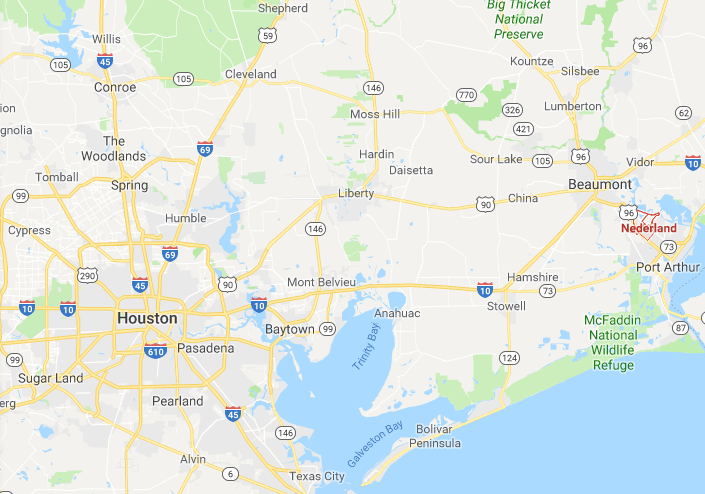 Shepherd
Big Thicket
National
Preserve
59
Willis
96
45
105
Kountze
Silsbee
105
Cleveland
Conroe
146
770
Lumberton
326
62
Moss Hill
ion
gnolia
421
The
Woodlands
69
Hardin
Sour Lake
105
96
Vidor
10
Daisetta
Tomball
Spring
Beaumont
99
Liberty
90
China
Humble
96
Cypress
146
Nederland
69
73
Port Arthur
290
45
90
Mont Belvieu
10
Hamshire
73
10
10
10
Stowell
Houston
Anahuac
McFaddin
National
Wildlife
Refuge
Baytown
99
87
Trinity Bay
610
Pasadena
99
124
Sugar Land
erg
Pearland
45
Bolivar
Peninsula
146
Galveston Bay
Alvin
6
Texas City